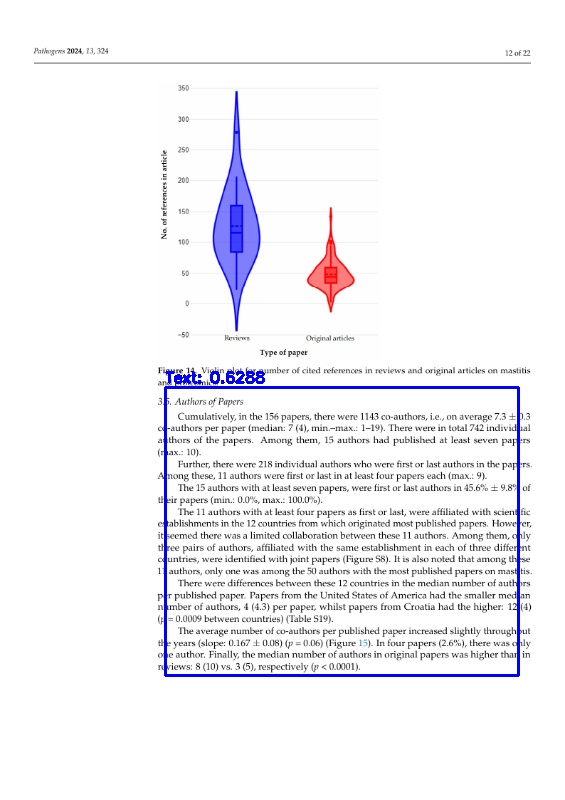 Pathogens 2024, 13, 324
12 of 22
350
300
250
200
150
100
50
0
−50
No. of references in article
Reviews
Original articles
Type of paper
Figure 14. Violin plot for number of cited references in reviews and original articles on mastitis
and
Text: 0.6288
3.5. Authors of Papers
Cumulatively, in the 156 papers, there were 1143 co-authors, i.e., on average 7.3 ± 0.3
co-authors per paper (median: 7 (4), min.–max.: 1–19). There were in total 742 individual
authors of the papers. Among them, 15 authors had published at least seven papers
(max.: 10).
Further, there were 218 individual authors who were first or last authors in the papers.
Among these, 11 authors were first or last in at least four papers each (max.: 9).
The 15 authors with at least seven papers, were first or last authors in 45.6% ± 9.8% of
their papers (min.: 0.0%, max.: 100.0%).
The 11 authors with at least four papers as first or last, were affiliated with scientific
establishments in the 12 countries from which originated most published papers. However,
it seemed there was a limited collaboration between these 11 authors. Among them, only
three pairs of authors, affiliated with the same establishment in each of three different
countries, were identified with joint papers (Figure S8). It is also noted that among these
11 authors, only one was among the 50 authors with the most published papers on mastitis.
There were differences between these 12 countries in the median number of authors
per published paper. Papers from the United States of America had the smaller median
number of authors, 4 (4.3) per paper, whilst papers from Croatia had the higher: 12 (4)
(p = 0.0009 between countries) (Table S19).
The average number of co-authors per published paper increased slightly throughout
the years (slope: 0.167 ± 0.08) (p = 0.06) (Figure 15). In four papers (2.6%), there was only
one author. Finally, the median number of authors in original papers was higher than in
reviews: 8 (10) vs. 3 (5), respectively (p < 0.0001).